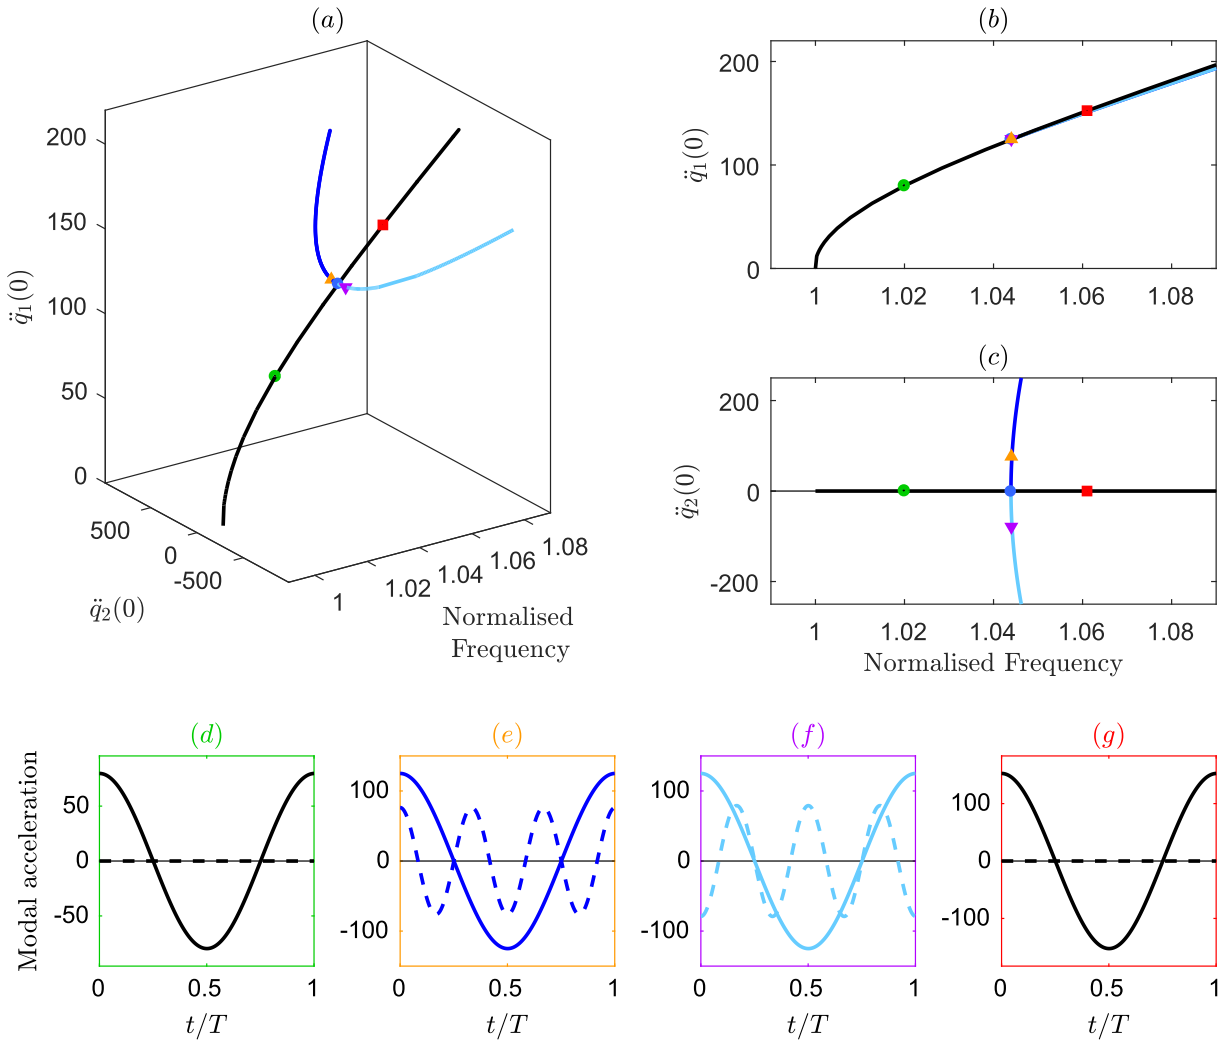 (a)
200
150
100
50
0
q̈₁(0)
500
0
-500
q̈₂(0)
1
1.02
1.04
1.06
1.08
Normalised
Frequency
(b)
200
100
0
q̈₁(0)
1
1.02
1.04
1.06
1.08
(c)
200
0
-200
q̈₂(0)
1
1.02
1.04
1.06
1.08
Normalised Frequency
Modal acceleration
(d)
50
0
-50
0
0.5
1
t/T
(e)
100
0
-100
0
0.5
1
t/T
(f)
100
0
-100
0
0.5
1
t/T
(g)
100
0
-100
0
0.5
1
t/T